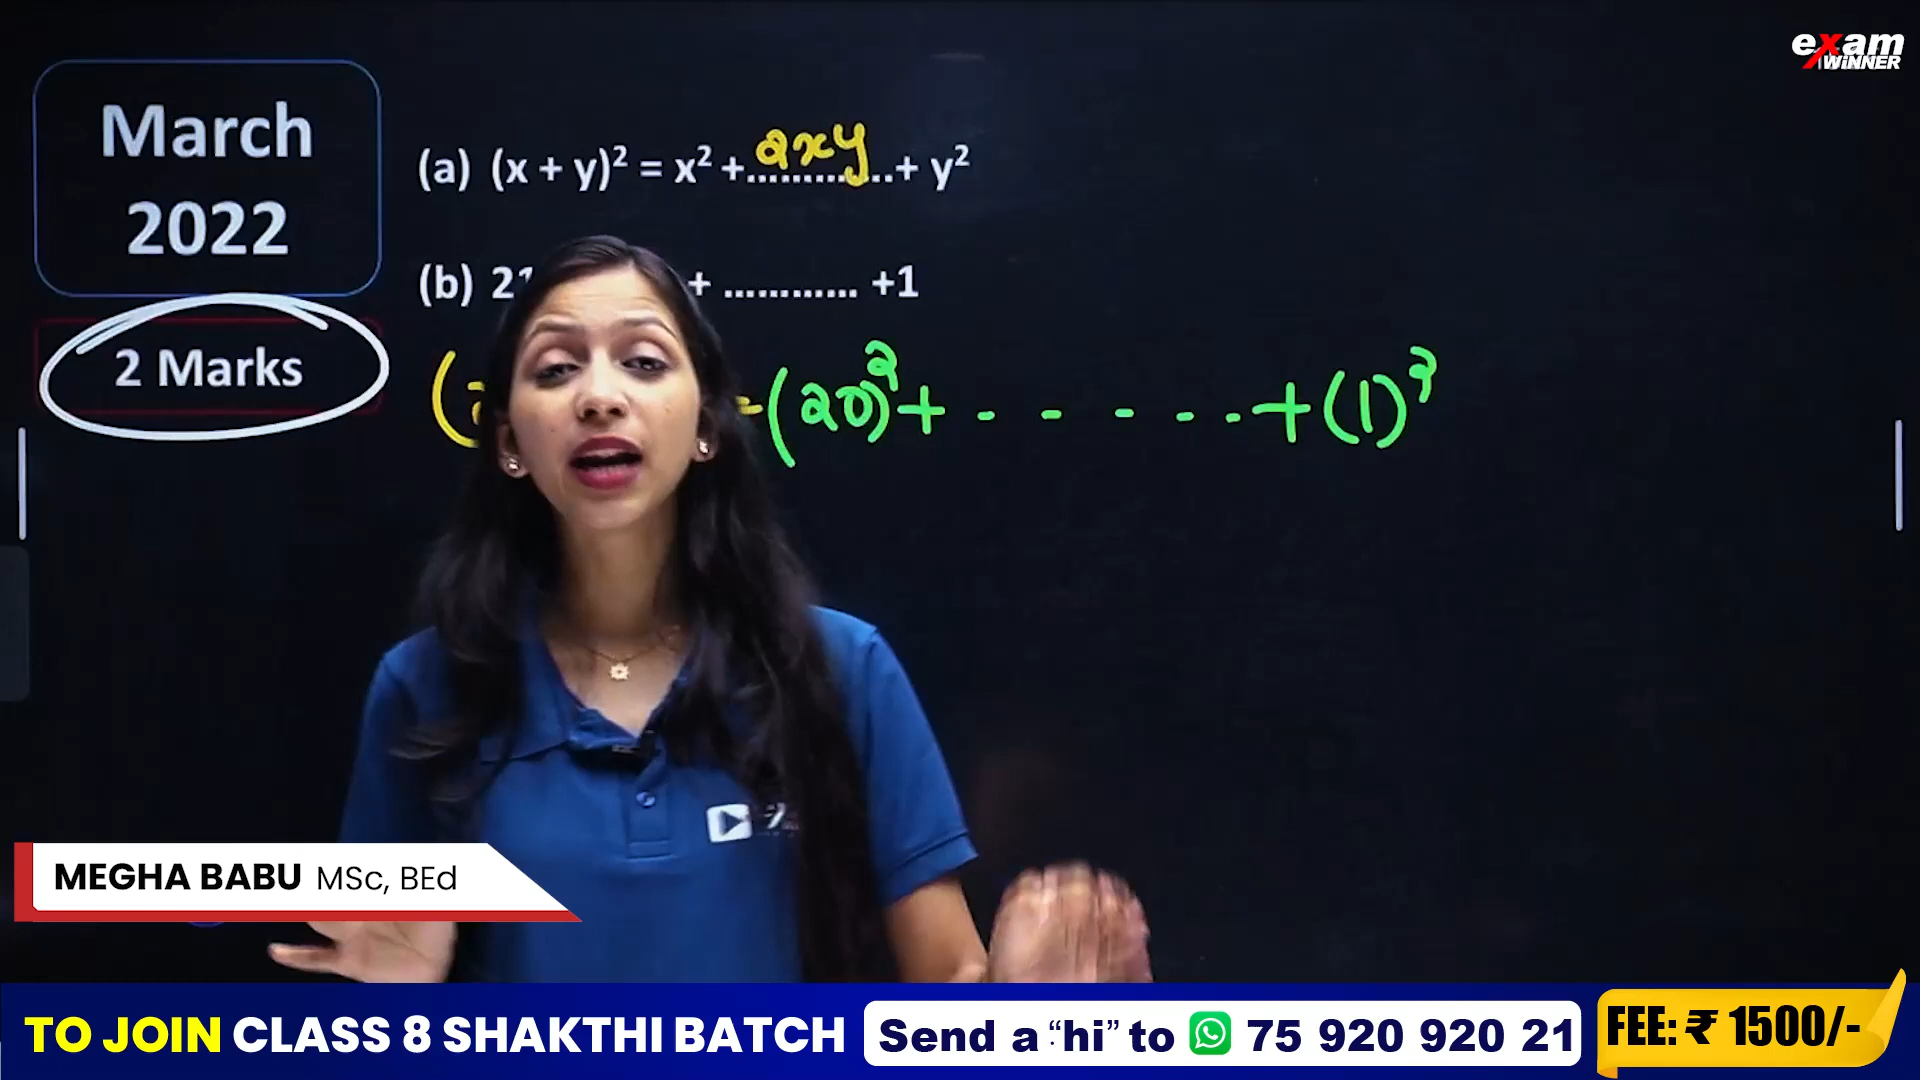 exam
WiNNER
March
2022
2 Marks
(a) (x + y)² = x² +..............+ y²
2xy
(b) 21 + ............ +1
(20)² + - - - - - + (1)²
MEGHA BABU MSc, BEd
TO JOIN CLASS 8 SHAKTHI BATCH
Send a “hi” to 75 920 920 21
FEE: ₹ 1500/-